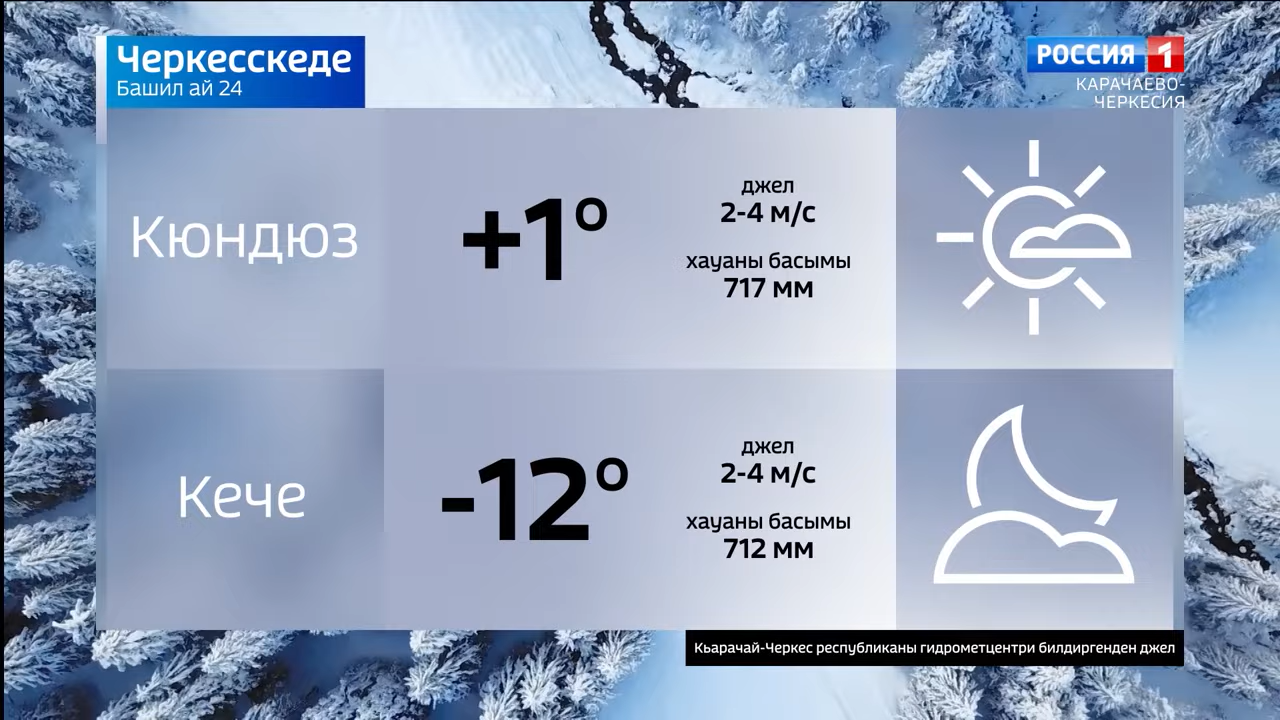 Черкесскеде
Башил ай 24
РОССИЯ 1
КАРАЧАЕВО-
ЧЕРКЕСИЯ
Кюндюз
+1°
джел
2-4 м/с
хауаны басымы
717 мм
Кече
-12°
джел
2-4 м/с
хауаны басымы
712 мм
Кьарачай-Черкес республиканы гидрометцентри билдиргенден джел